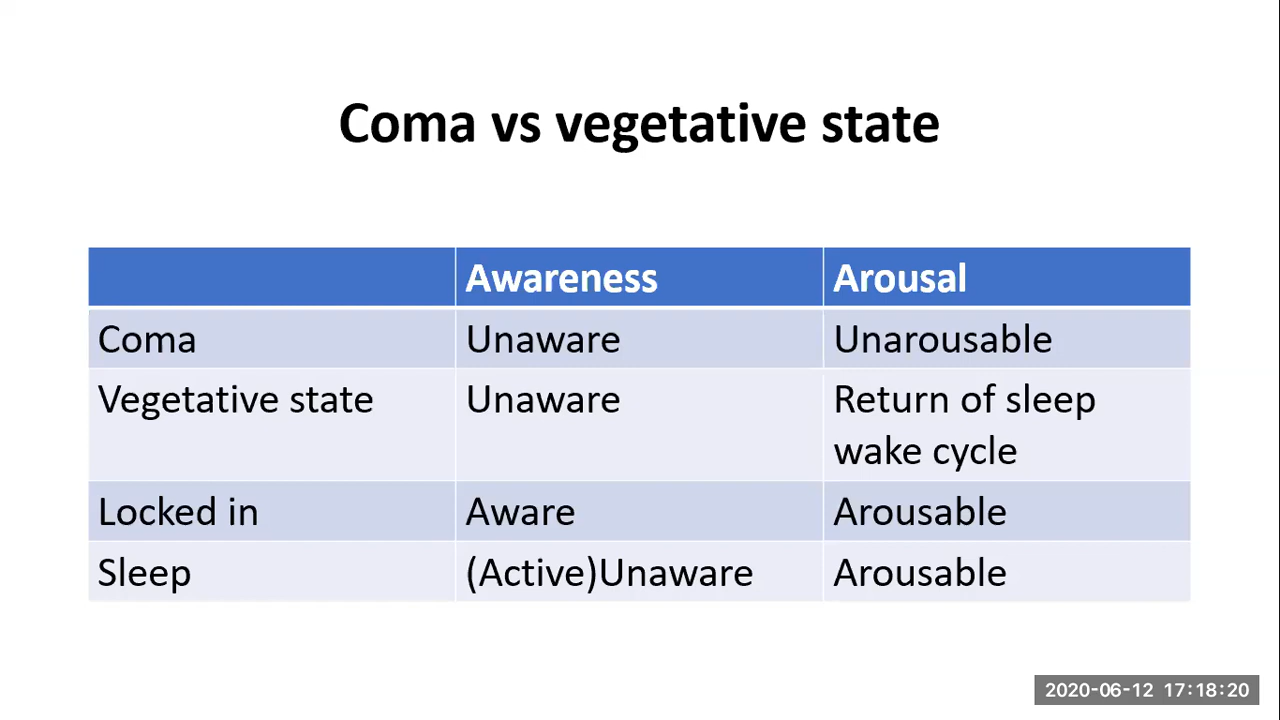 Coma vs vegetative state
Awareness Arousal
Coma Unaware Unarousable
Vegetative state Unaware Return of sleep
wake cycle
Locked in Aware Arousable
Sleep (Active)Unaware Arousable
2020-06-12 17:18:20